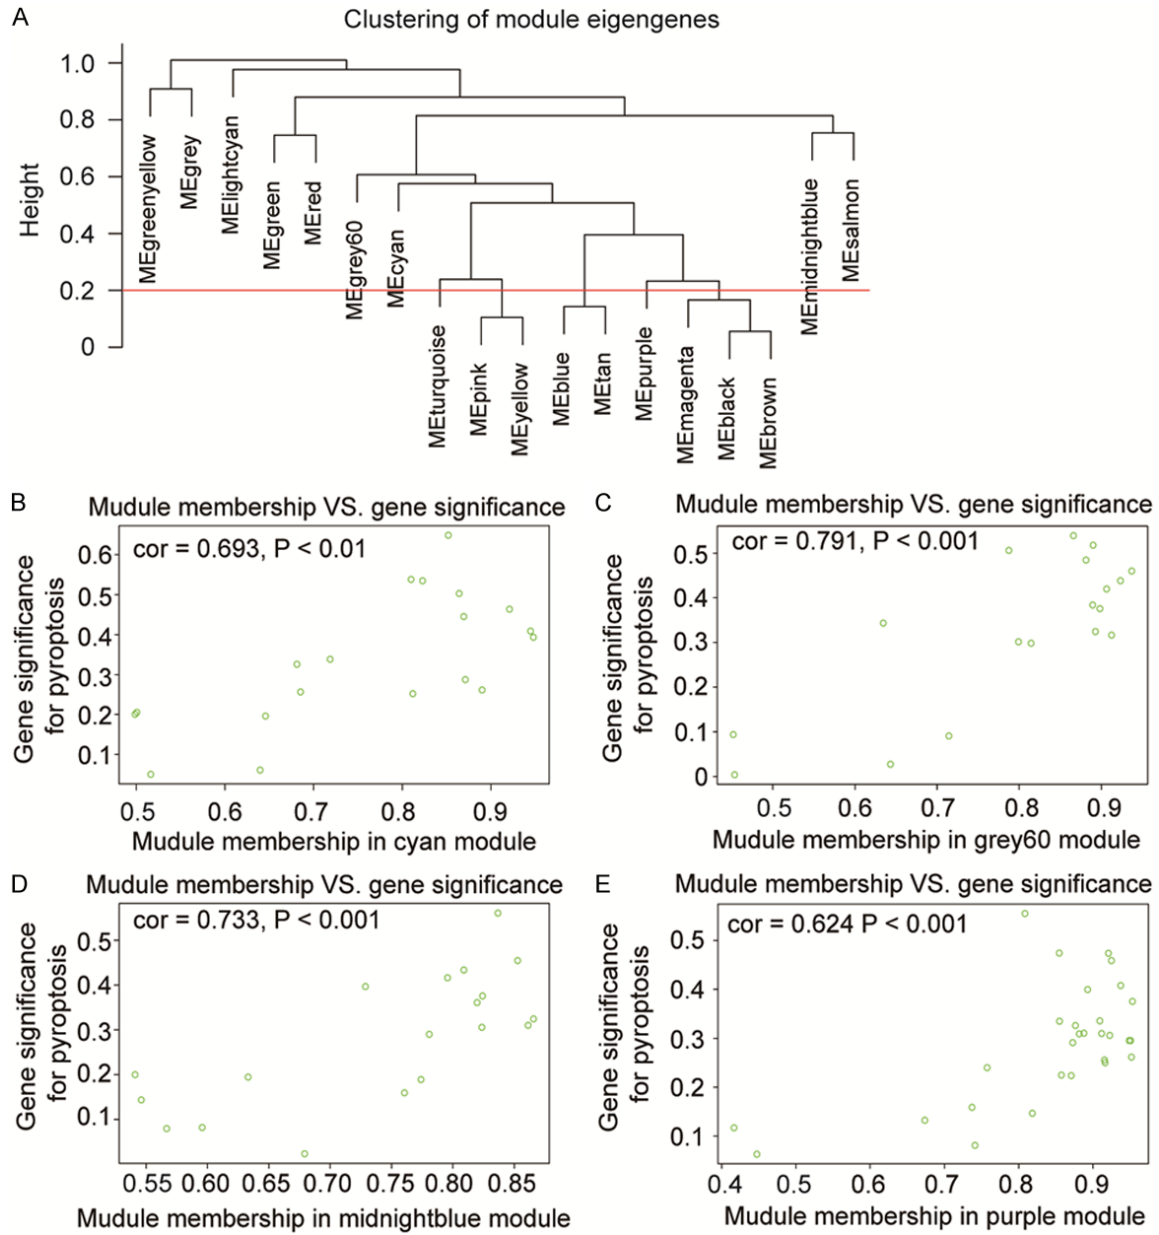 A
Clustering of module eigengenes
Height
1.0
0.8
0.6
0.4
0.2
0
MEgreenyellow
MEgrey
MElightcyan
MEgreen
MEred
MEgrey60
MEcyan
MEturquoise
MEpink
MEyellow
MEblue
MEtan
MEpurple
MEmagenta
MEblack
MEbrown
MEmidnightblue
MEsalmon
B
Mudule membership VS. gene significance
cor = 0.693, P < 0.01
Gene significance
for pyroptosis
0.6
0.5
0.4
0.3
0.2
0.1
0.5 0.6 0.7 0.8 0.9
Mudule membership in cyan module
C
Mudule membership VS. gene significance
cor = 0.791, P < 0.001
Gene significance
for pyroptosis
0.5
0.4
0.3
0.2
0.1
0
0.5 0.6 0.7 0.8 0.9
Mudule membership in grey60 module
D
Mudule membership VS. gene significance
cor = 0.733, P < 0.001
Gene significance
for pyroptosis
0.5
0.4
0.3
0.2
0.1
0.55 0.60 0.65 0.70 0.75 0.80 0.85
Mudule membership in midnightblue module
E
Mudule membership VS. gene significance
cor = 0.624 P < 0.001
Gene significance
for pyroptosis
0.5
0.4
0.3
0.2
0.1
0.4 0.5 0.6 0.7 0.8 0.9
Mudule membership in purple module